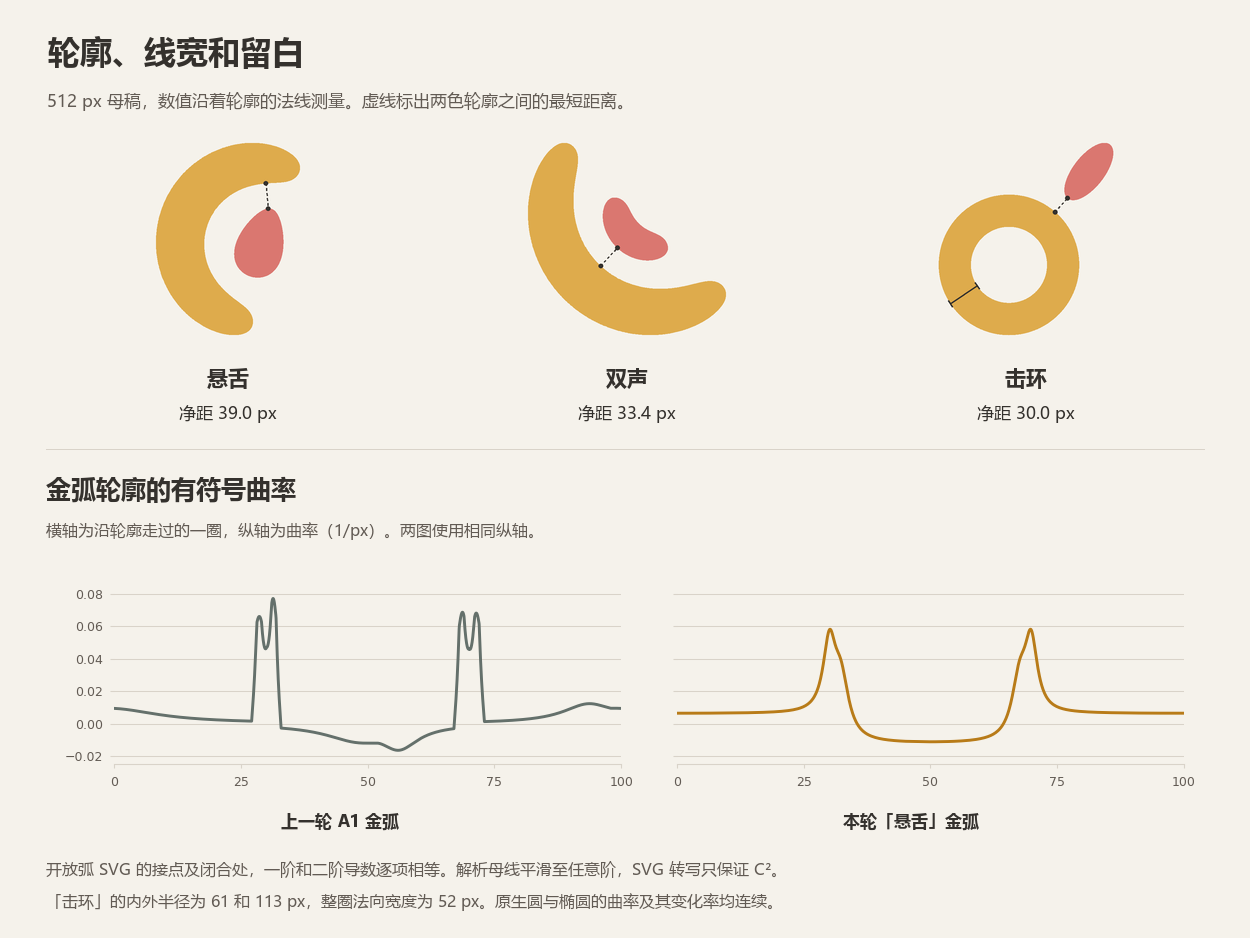 轮廓、线宽和留白
512 px 母稿，数值沿着轮廓的法线测量。虚线标出两色轮廓之间的最短距离。
悬舌
双声
击环
净距 39.0 px
净距 33.4 px
净距 30.0 px
金弧轮廓的有符号曲率
横轴为沿轮廓走过的一圈，纵轴为曲率（1/px）。两图使用相同纵轴。
0.08
0.06
0.04
0.02
0.00
−0.02
0 25 50 75 100
0 25 50 75 100
上一轮 A1 金弧
本轮「悬舌」金弧
开放弧 SVG 的接点及闭合处，一阶和二阶导数逐项相等。解析母线平滑至任意阶，SVG 转写只保证 C²。
「击环」的内外半径为 61 和 113 px，整圈法向宽度为 52 px。原生圆与椭圆的曲率及其变化率均连续。